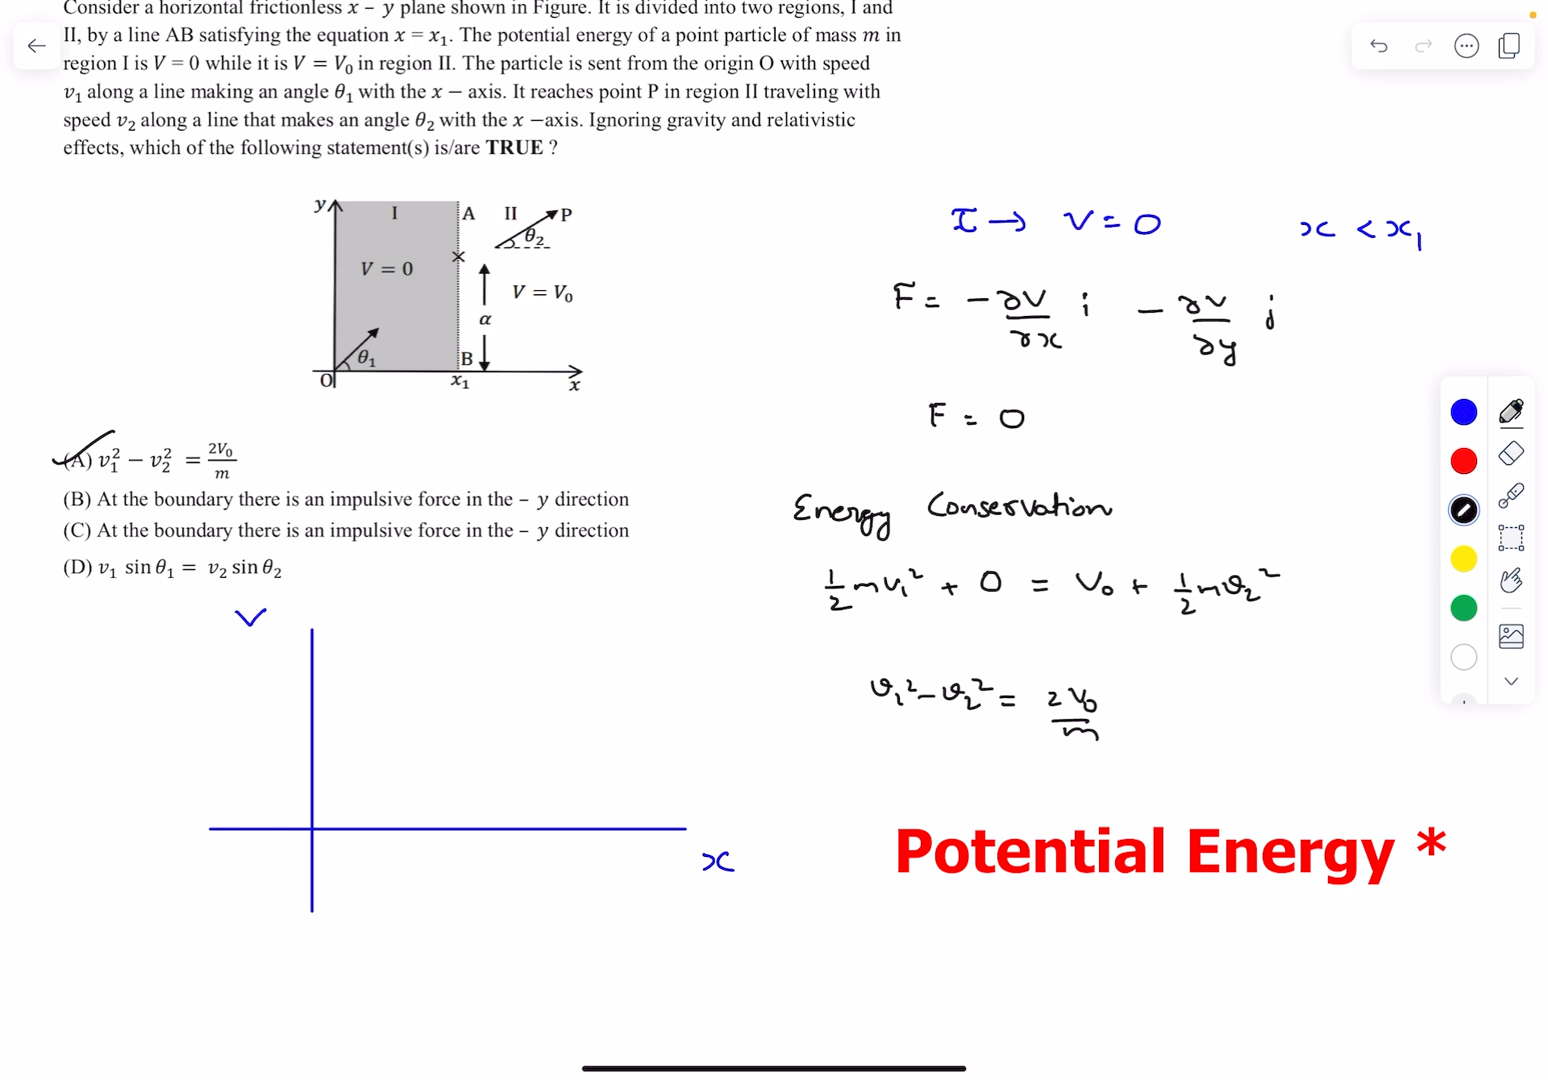 Consider a horizontal frictionless x – y plane shown in Figure. It is divided into two regions, I and
II, by a line AB satisfying the equation x = x₁. The potential energy of a point particle of mass m in
region I is V = 0 while it is V = V₀ in region II. The particle is sent from the origin O with speed
v₁ along a line making an angle θ₁ with the x – axis. It reaches point P in region II traveling with
speed v₂ along a line that makes an angle θ₂ with the x –axis. Ignoring gravity and relativistic
effects, which of the following statement(s) is/are TRUE ?
y I A II P
θ₂
V = 0
V = V₀
α
θ₁ B
O x₁ x
(A) v₁² − v₂² = 2V₀/m
(B) At the boundary there is an impulsive force in the – y direction
(C) At the boundary there is an impulsive force in the – y direction
(D) v₁ sin θ₁ = v₂ sin θ₂
V
x
I → V = 0 x < x₁
F = −∂V/∂x i − ∂V/∂y j
F = 0
Energy Conservation
½mv₁² + 0 = V₀ + ½mv₂²
v₁² − v₂² = 2V₀/m
Potential Energy *